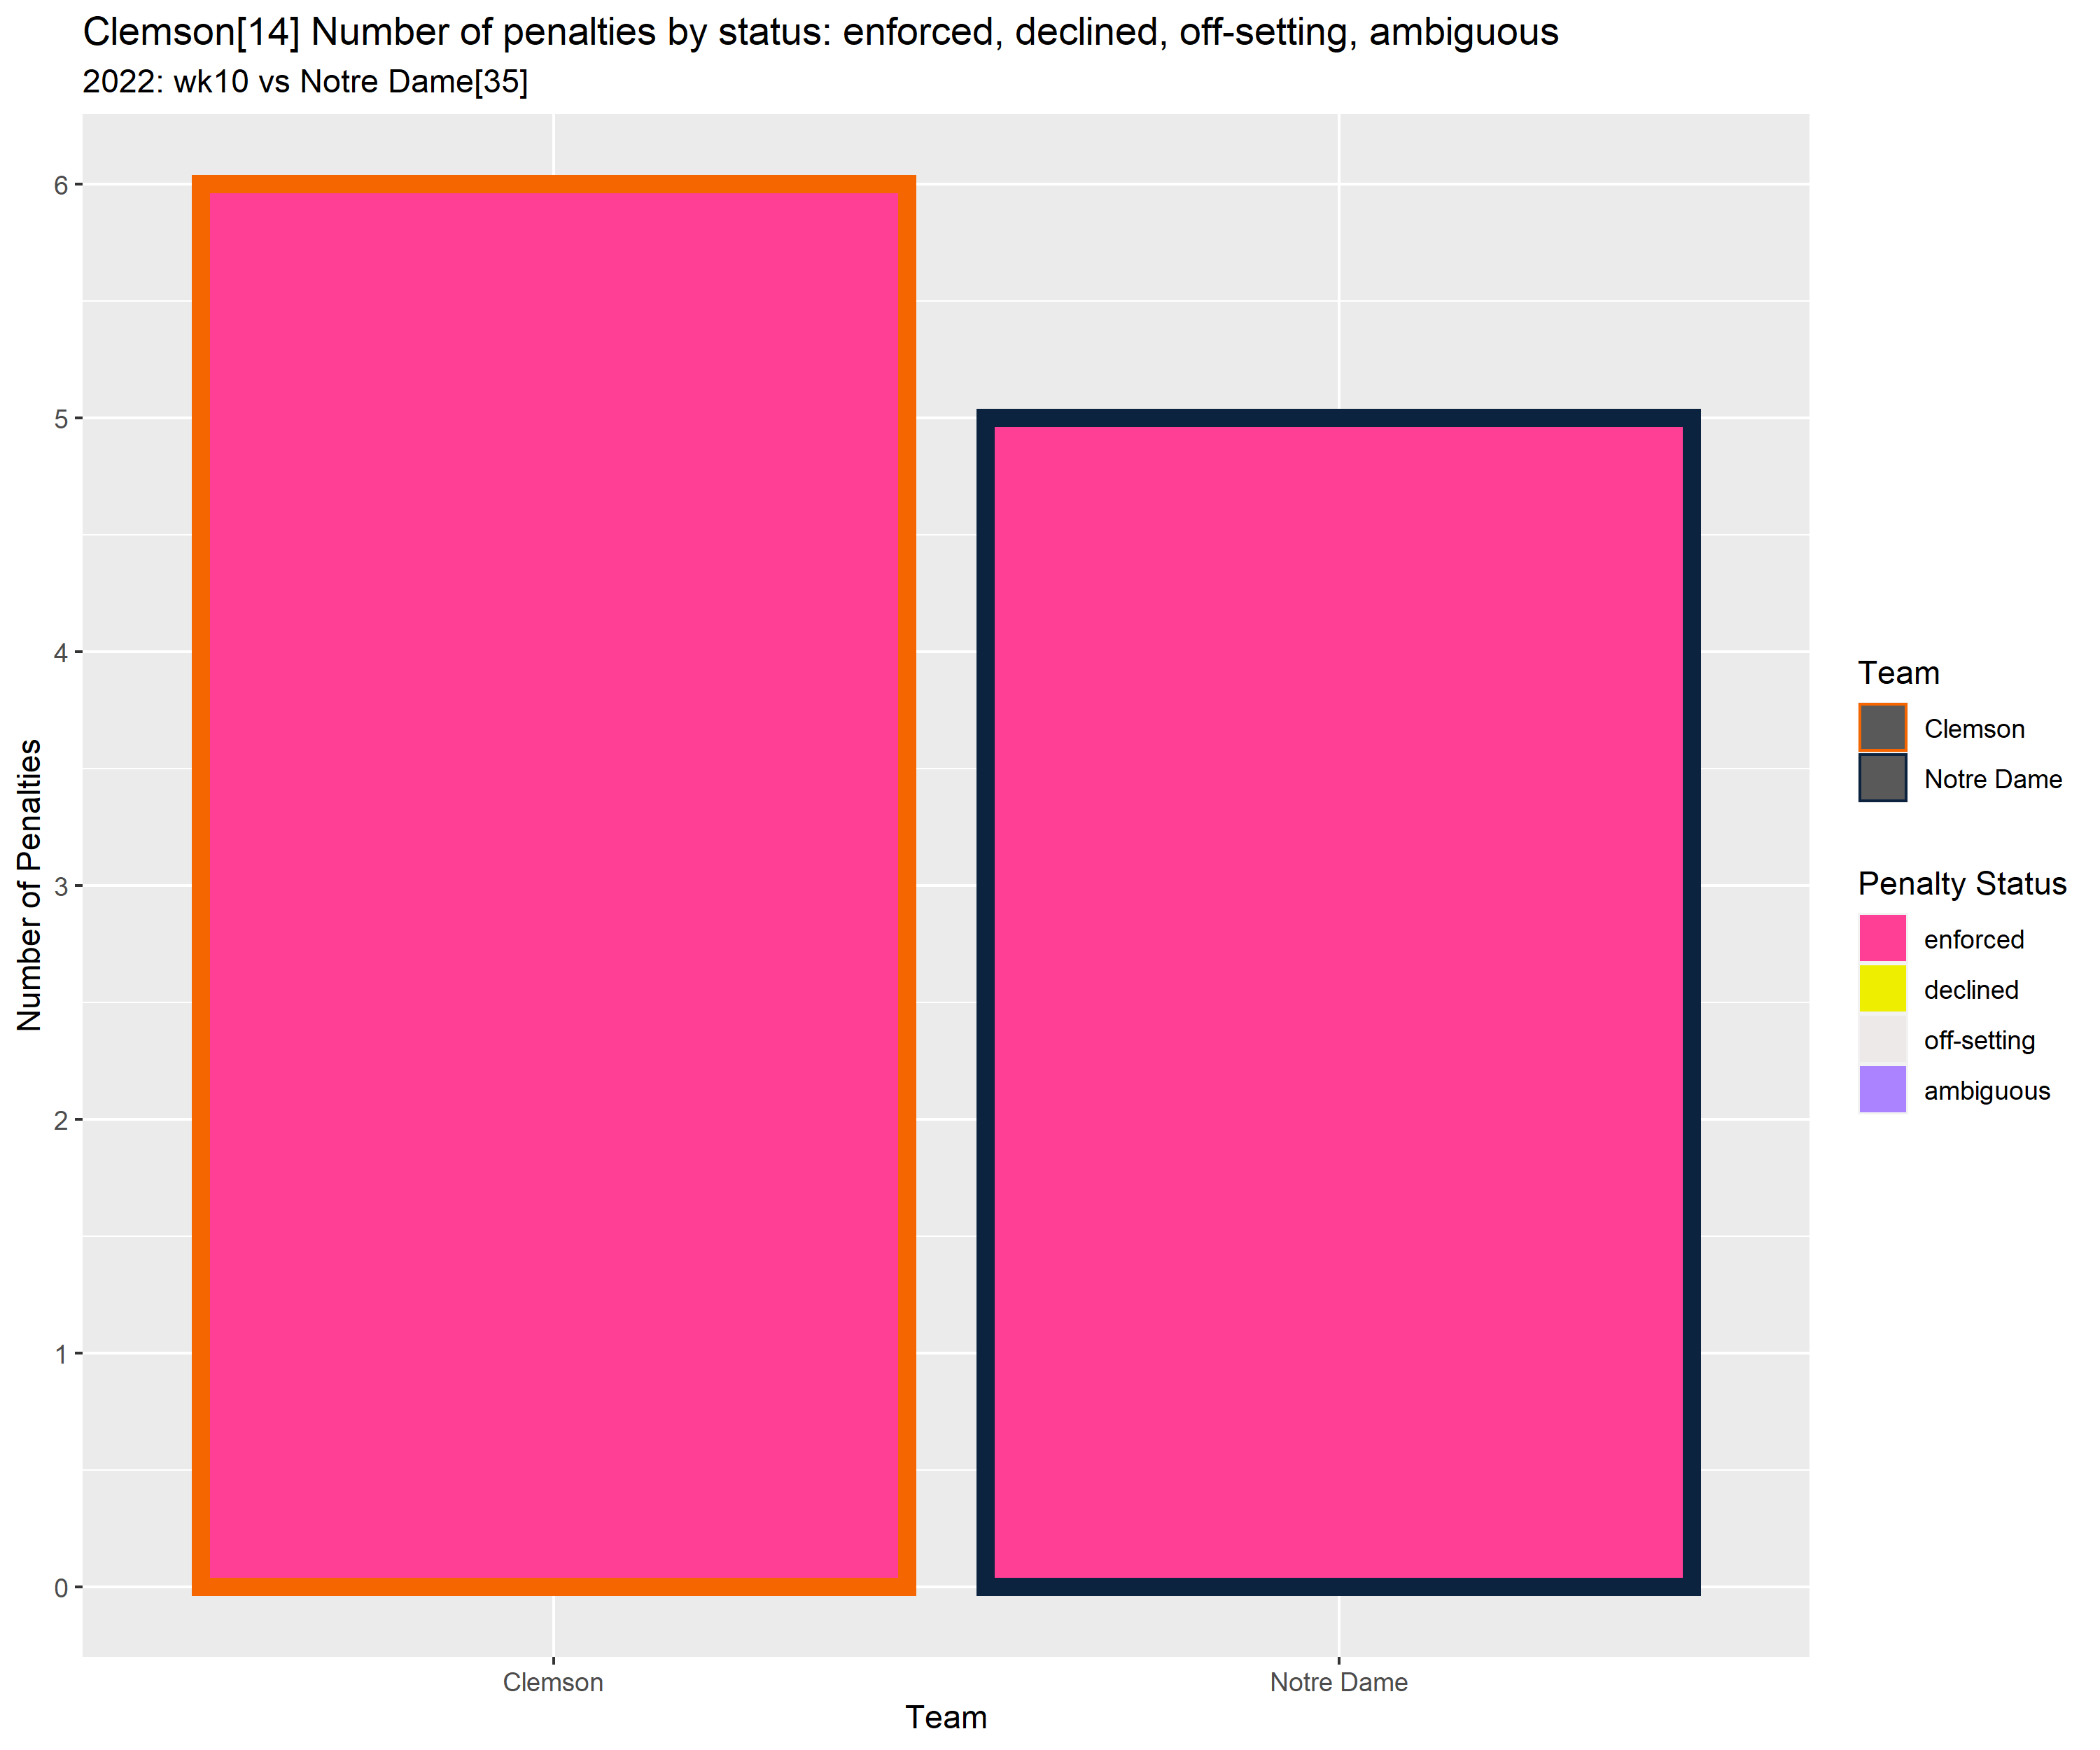 Clemson[14] Number of penalties by status: enforced, declined, off-setting, ambiguous
2022: wk10 vs Notre Dame[35]
Number of Penalties
6
5
4
3
2
1
0
Clemson
Notre Dame
Team
Team
Clemson
Notre Dame
Penalty Status
enforced
declined
off-setting
ambiguous